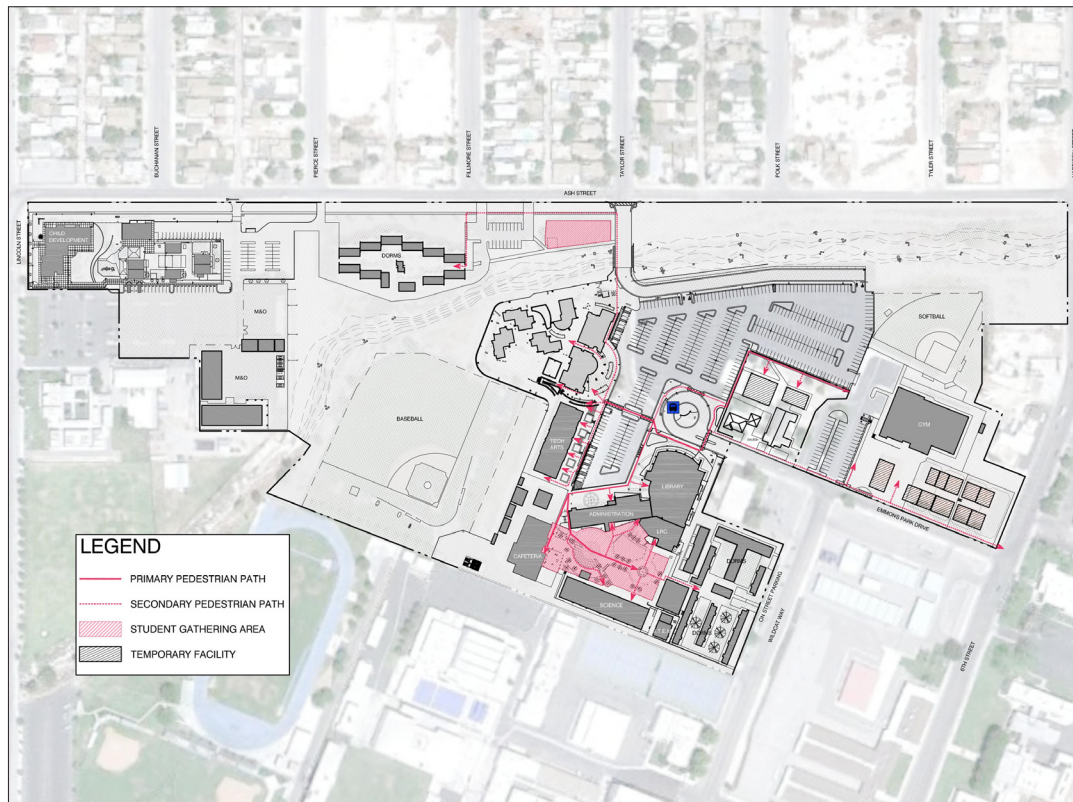 BUCHANAN STREET
PIERCE STREET
FILLMORE STREET
TAYLOR STREET
POLK STREET
TYLER STREET
ASH STREET
LINCOLN STREET
CHILD
DEVELOPMENT
DORMS
M&O
M&O
SOFTBALL
BASEBALL
TECH
ARTS
GYM
LIBRARY
ADMINISTRATION
LRC
CAFETERIA
SCIENCE
DORMS
DORMS
EMMONS PARK DRIVE
ON STREET PARKING
WILDCAT WAY
6TH STREET
LEGEND
PRIMARY PEDESTRIAN PATH
SECONDARY PEDESTRIAN PATH
STUDENT GATHERING AREA
TEMPORARY FACILITY